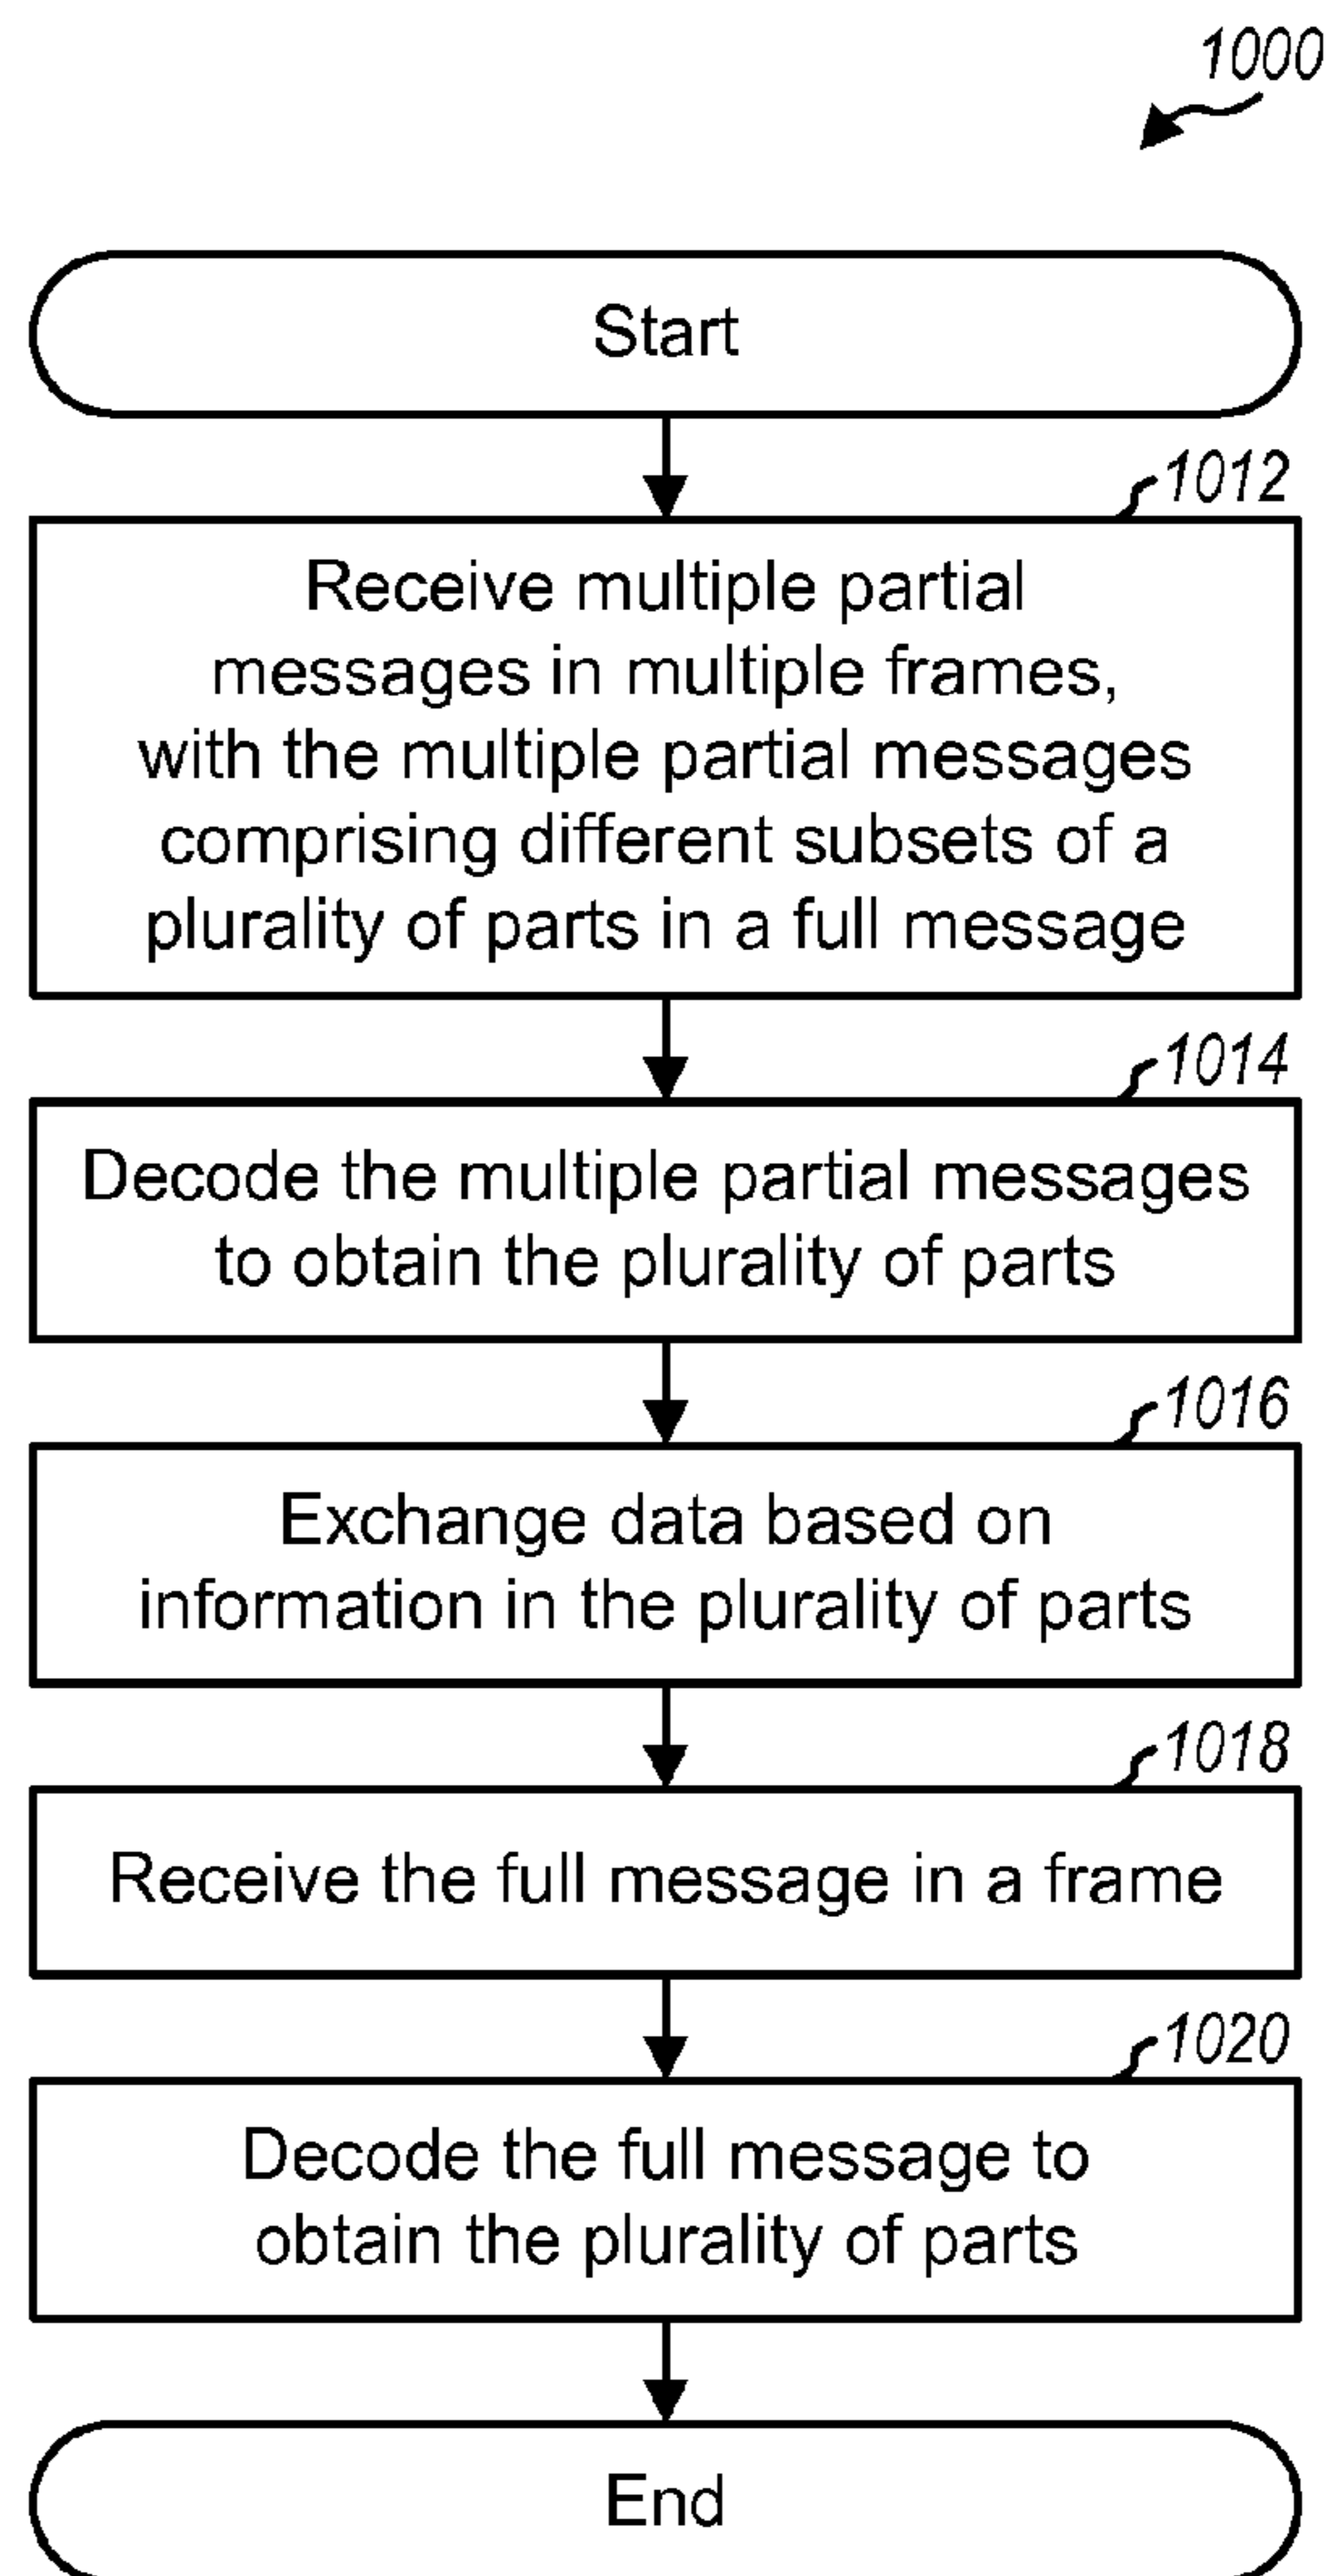 1000
Start
1012
Receive multiple partial
messages in multiple frames,
with the multiple partial messages
comprising different subsets of a
plurality of parts in a full message
1014
Decode the multiple partial messages
to obtain the plurality of parts
1016
Exchange data based on
information in the plurality of parts
1018
Receive the full message in a frame
1020
Decode the full message to
obtain the plurality of parts
End